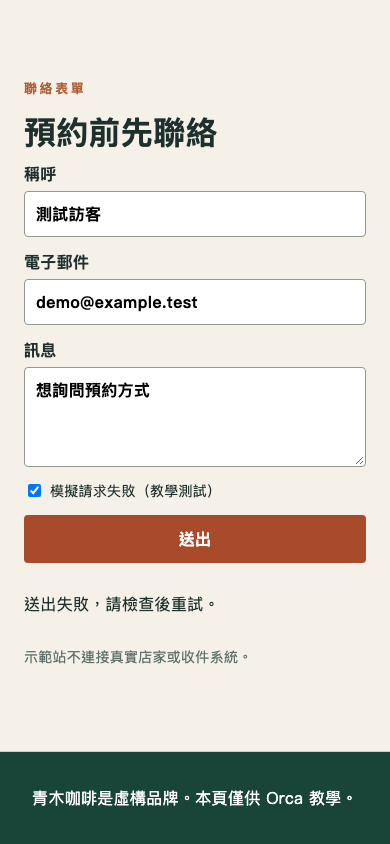 聯絡表單
預約前先聯絡
稱呼
測試訪客
電子郵件
demo@example.test
訊息
想詢問預約方式
模擬請求失敗（教學測試）
送出
送出失敗，請檢查後重試。
示範站不連接真實店家或收件系統。
青木咖啡是虛構品牌。本頁僅供 Orca 教學。